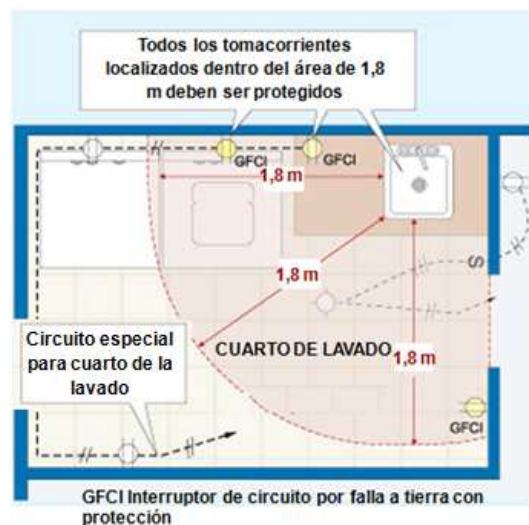 Todos los tomacorrientes
localizados dentro del área de 1,8
m deben ser protegidos
GFCI
GFCI
1,8 m
1,8 m
S
Circuito especial
para cuarto de la
lavado
CUARTO DE LAVADO
1,8 m
GFCI
GFCI Interruptor de circuito por falla a tierra con
protección